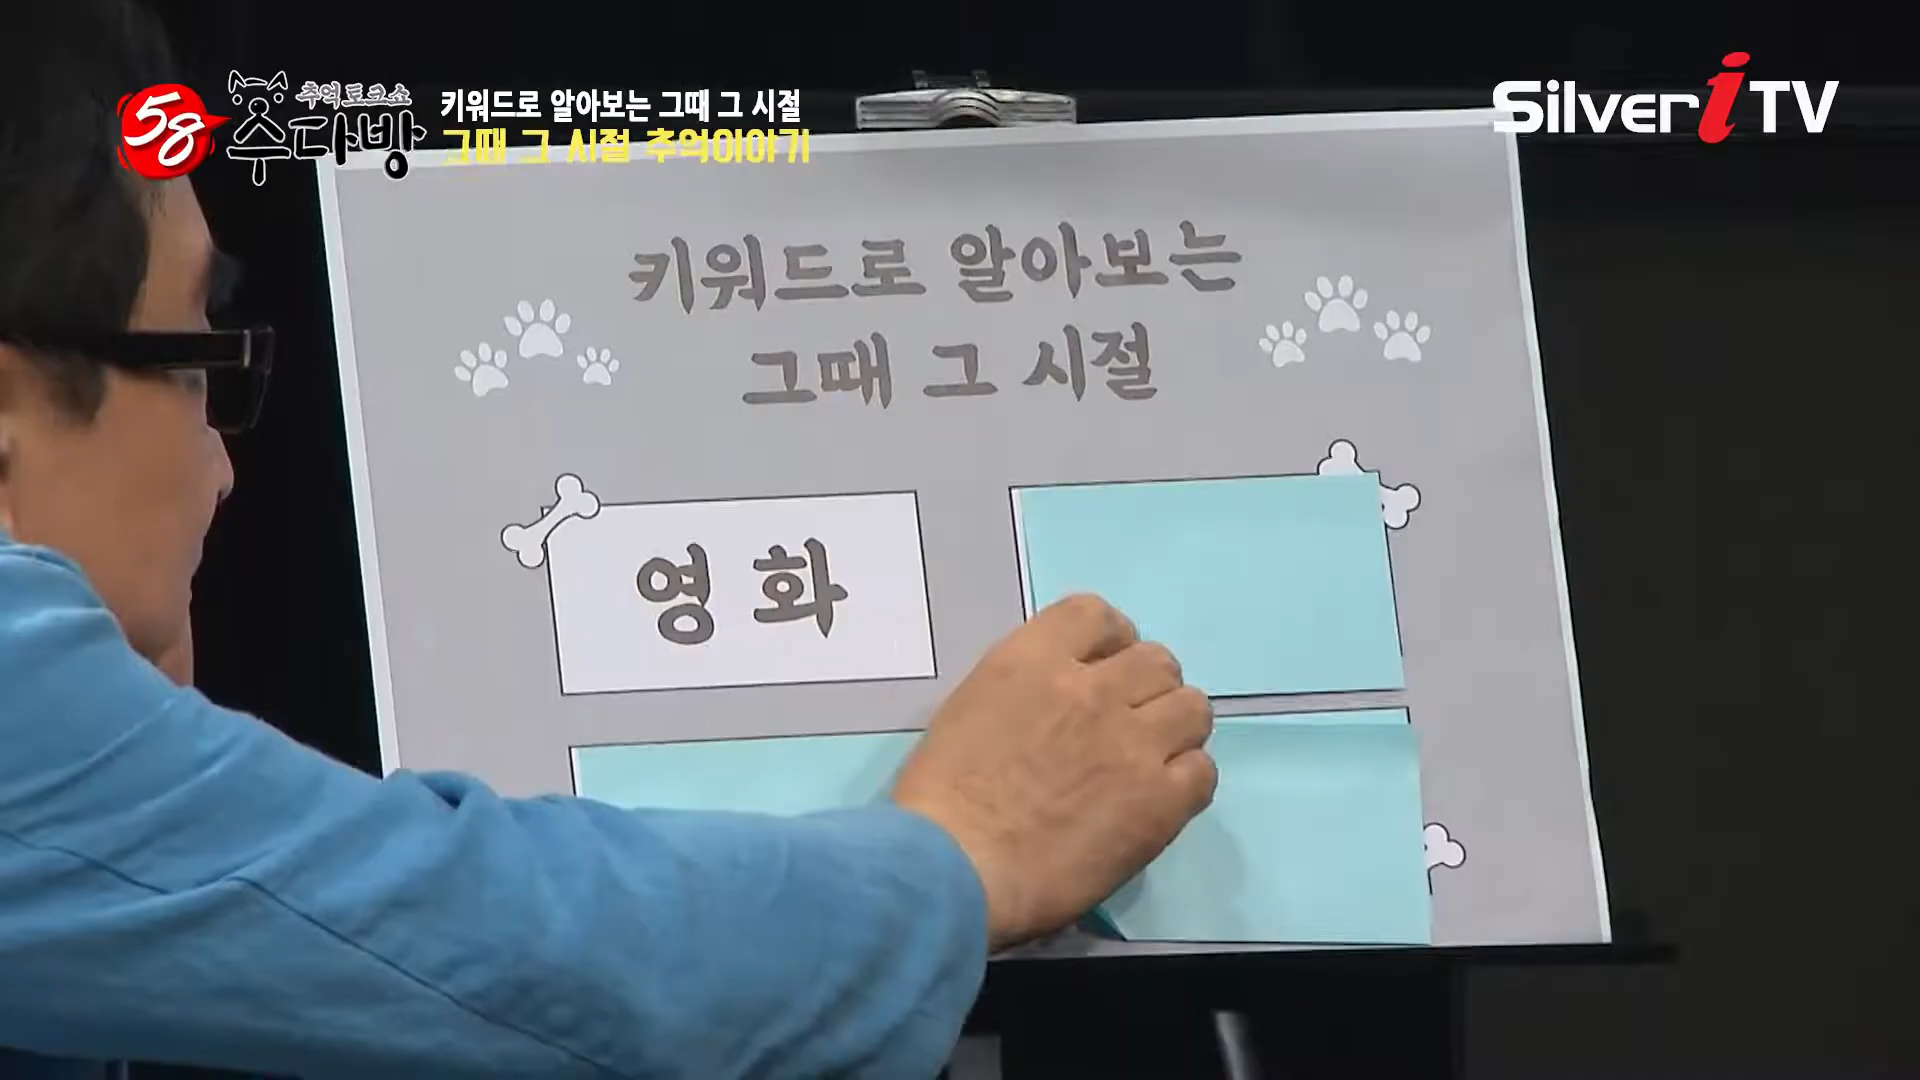 58
추억토크쇼
수다방
키워드로 알아보는 그때 그 시절
그때 그 시절 추억이야기
Silver i TV
키워드로 알아보는
그때 그 시절
영화